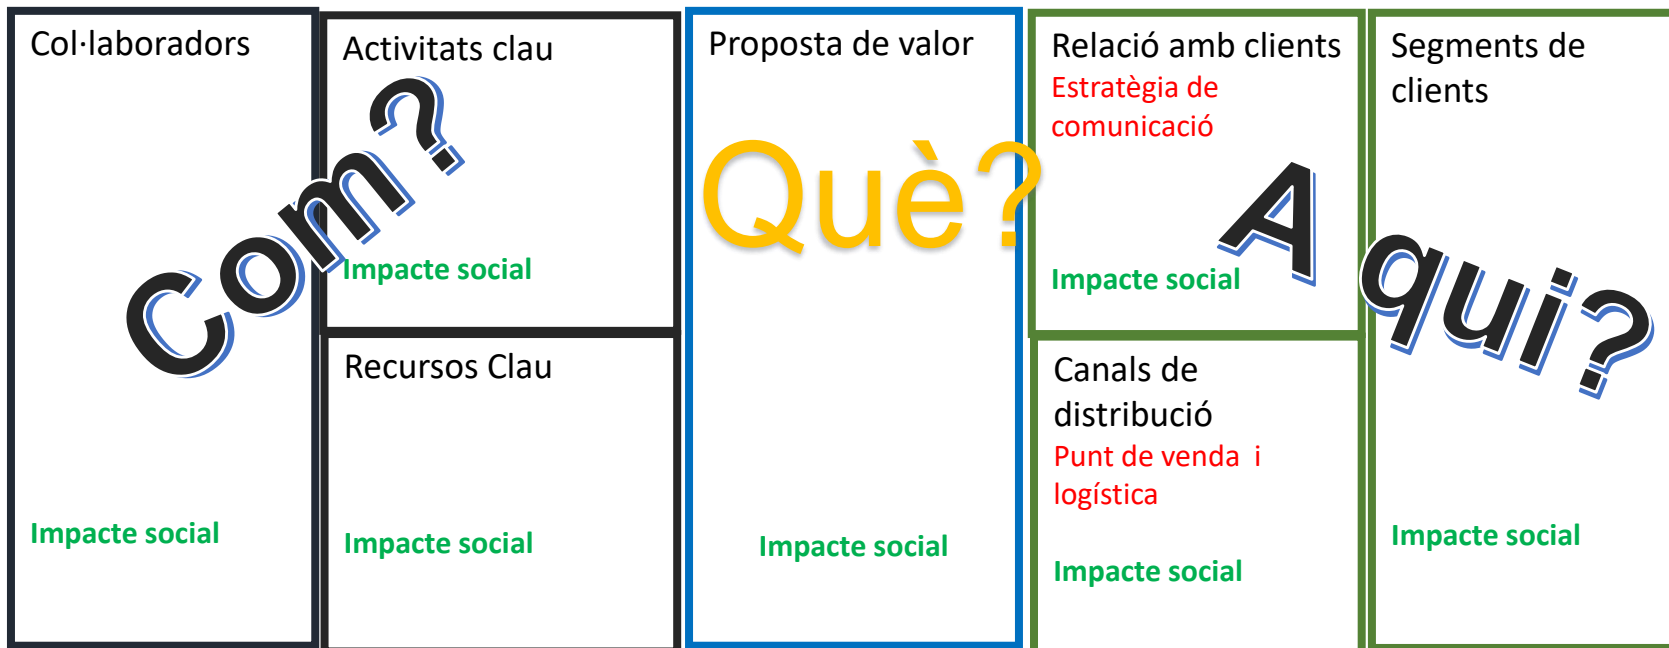 Col·laboradors
Com?
Impacte social
Activitats clau
Impacte social
Recursos Clau
Impacte social
Proposta de valor
Què?
Impacte social
Relació amb clients
Estratègia de
comunicació
Impacte social
A qui?
Canals de
distribució
Punt de venda  i
logística
Impacte social
Segments de
clients
Impacte social